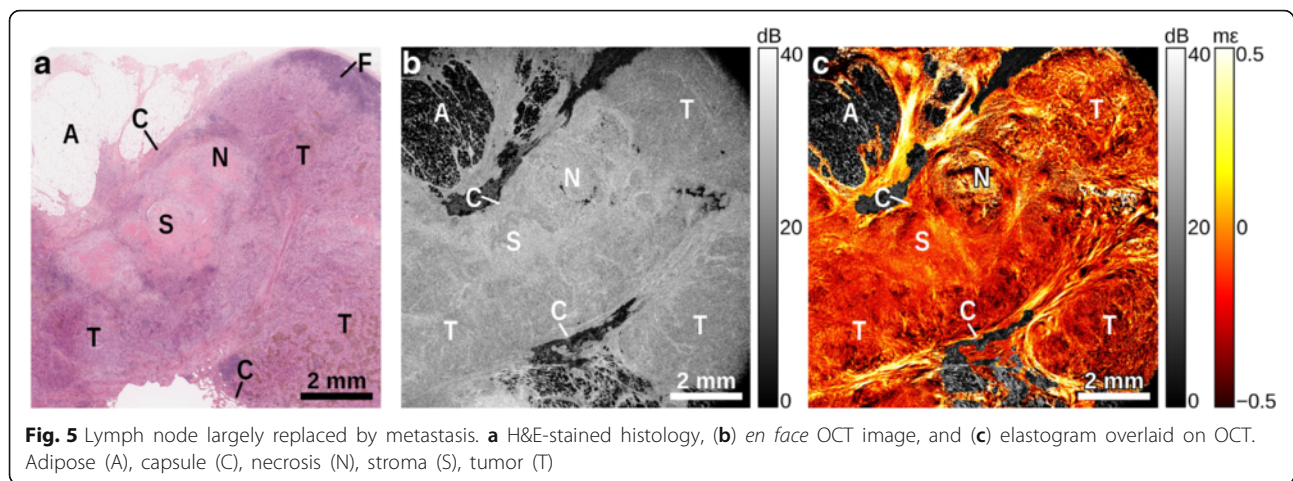 a
F
A
C
N
T
S
T
T
C
2 mm
b
A
T
N
C
S
C
T
T
2 mm
dB
40
20
0
c
A
T
N
C
S
C
T
T
2 mm
dB mε
40 0.5
20 0
0 −0.5
Fig. 5 Lymph node largely replaced by metastasis. a H&E-stained histology, (b) en face OCT image, and (c) elastogram overlaid on OCT.
Adipose (A), capsule (C), necrosis (N), stroma (S), tumor (T)